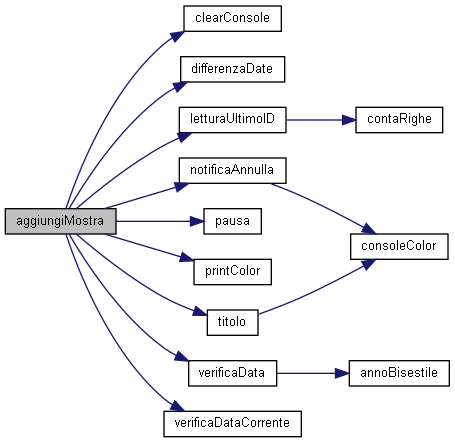 clearConsole
differenzaDate
letturaUltimoID
contaRighe
notificaAnnulla
aggiungiMostra
pausa
consoleColor
printColor
titolo
verificaData
annoBisestile
verificaDataCorrente